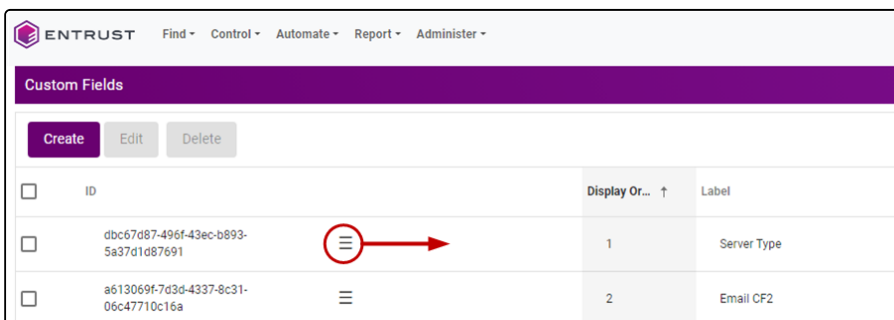 ENTRUST Find Control Automate Report Administer
Custom Fields
Create Edit Delete
ID Display Or... ↑ Label
dbc67d87-496f-43ec-b893-
5a37d1d87691 1 Server Type
a613069f-7d3d-4337-8c31-
06c47710c16a 2 Email CF2